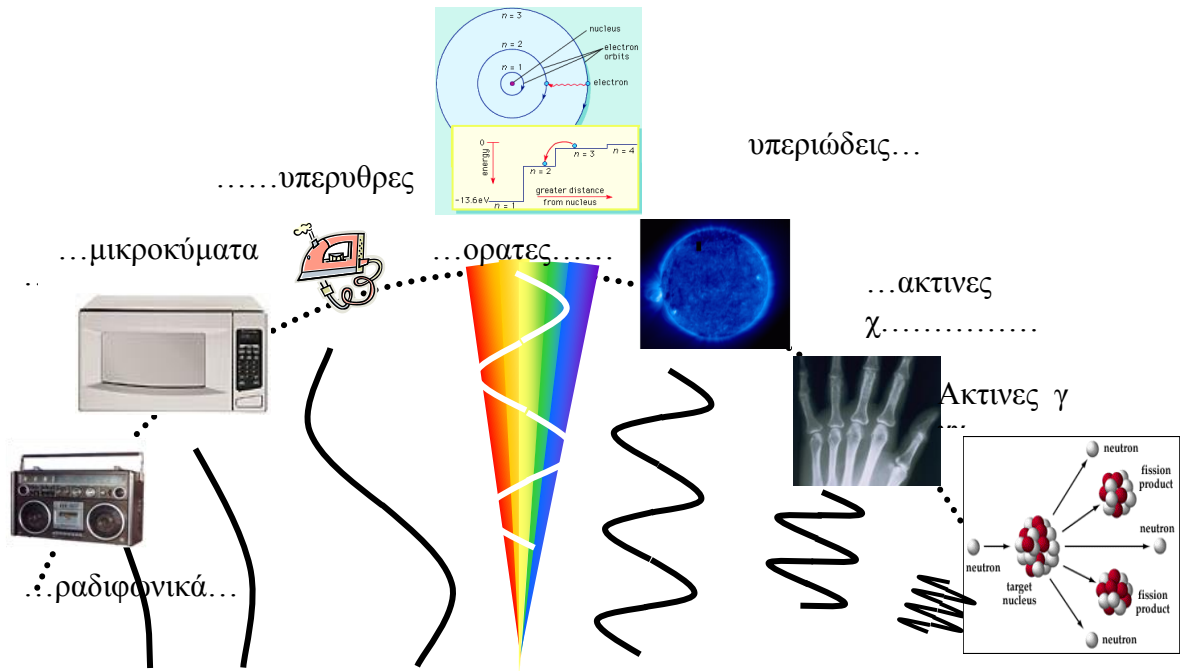 n = 3
nucleus
n = 2
electron
orbits
n = 1
electron
0
energy
n = 4
n = 3
n = 2
greater distance
from nucleus
-13.6eV
n = 1
υπεριώδεις…
……υπερυθρες
…μικροκύματα
…ορατες……
…ακτινες
χ……………
Ακτινες γ
neutron
fission
product
neutron
neutron
target
nucleus
fission
product
neutron
…ραδιφωνικά…